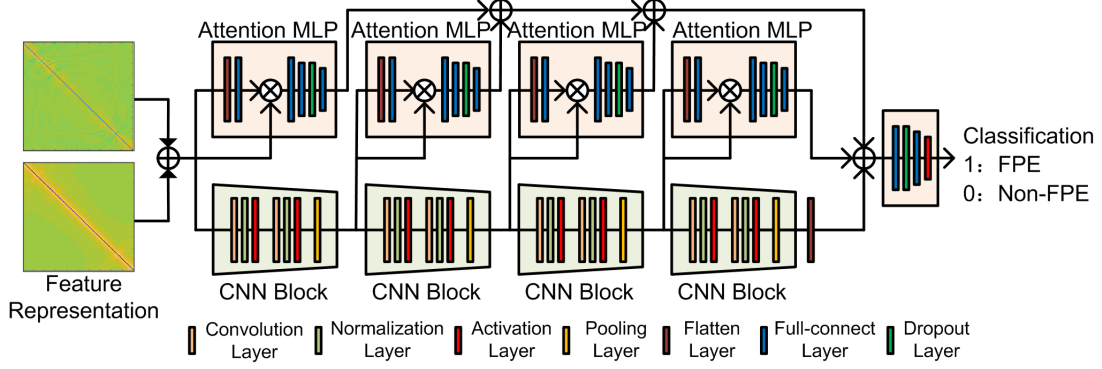 Attention MLP
Attention MLP
Attention MLP
Attention MLP
Classification
1: FPE
0: Non-FPE
Feature
Representation
CNN Block
CNN Block
CNN Block
CNN Block
Convolution
Layer
Normalization
Layer
Activation
Layer
Pooling
Layer
Flatten
Layer
Full-connect
Layer
Dropout
Layer